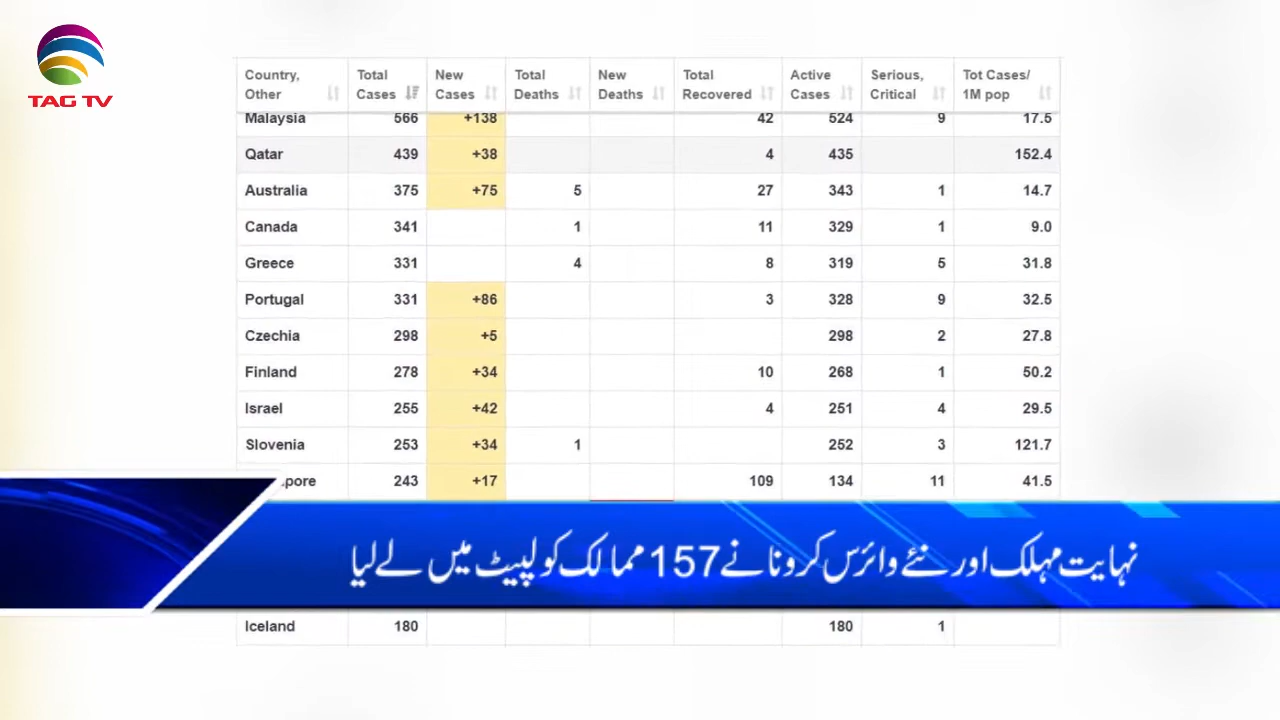 TAG TV
Country, Other Total Cases New Cases Total Deaths New Deaths Total Recovered Active Cases Serious, Critical Tot Cases/ 1M pop
Malaysia 566 +138 42 524 9 17.5
Qatar 439 +38 4 435 152.4
Australia 375 +75 5 27 343 1 14.7
Canada 341 1 11 329 1 9.0
Greece 331 4 8 319 5 31.8
Portugal 331 +86 3 328 9 32.5
Czechia 298 +5 298 2 27.8
Finland 278 +34 10 268 1 50.2
Israel 255 +42 4 251 4 29.5
Slovenia 253 +34 1 252 3 121.7
pore 243 +17 109 134 11 41.5
نہایت مہلک اور نئے وائرس کرونا نے 157 ممالک کو لپیٹ میں لے لیا
Iceland 180 180 1